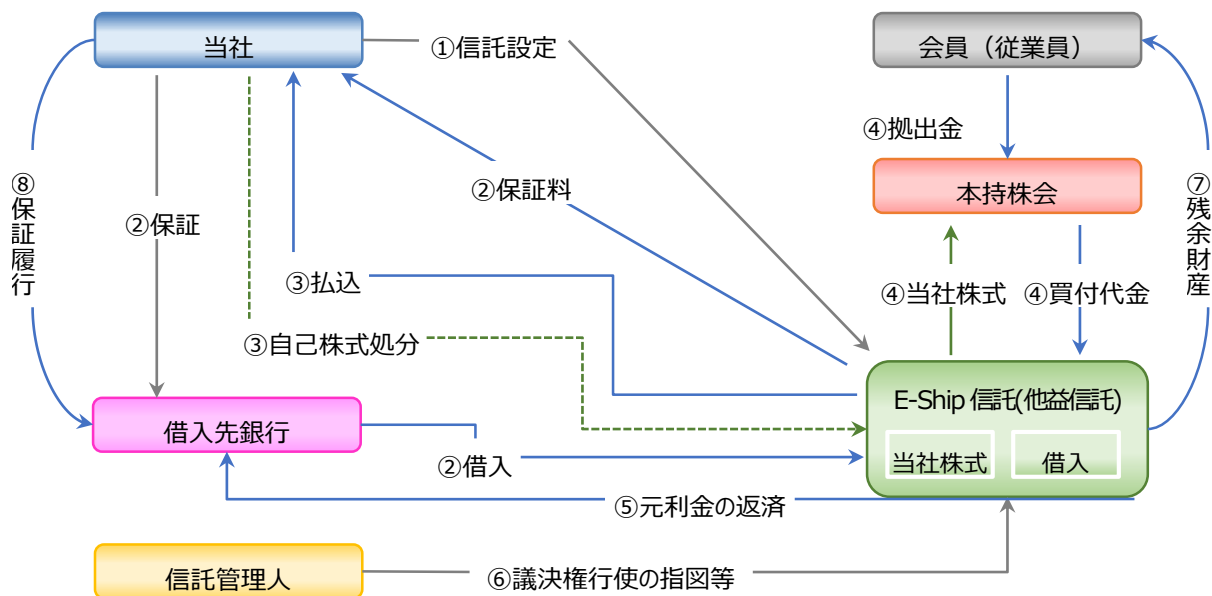 当社
①信託設定
会員（従業員）
④拠出金
⑧保証履行
②保証
②保証料
本持株会
⑦残余財産
③払込
④当社株式
④買付代金
③自己株式処分
E-Ship 信託(他益信託)
借入先銀行
②借入
当社株式
借入
⑤元利金の返済
信託管理人
⑥議決権行使の指図等